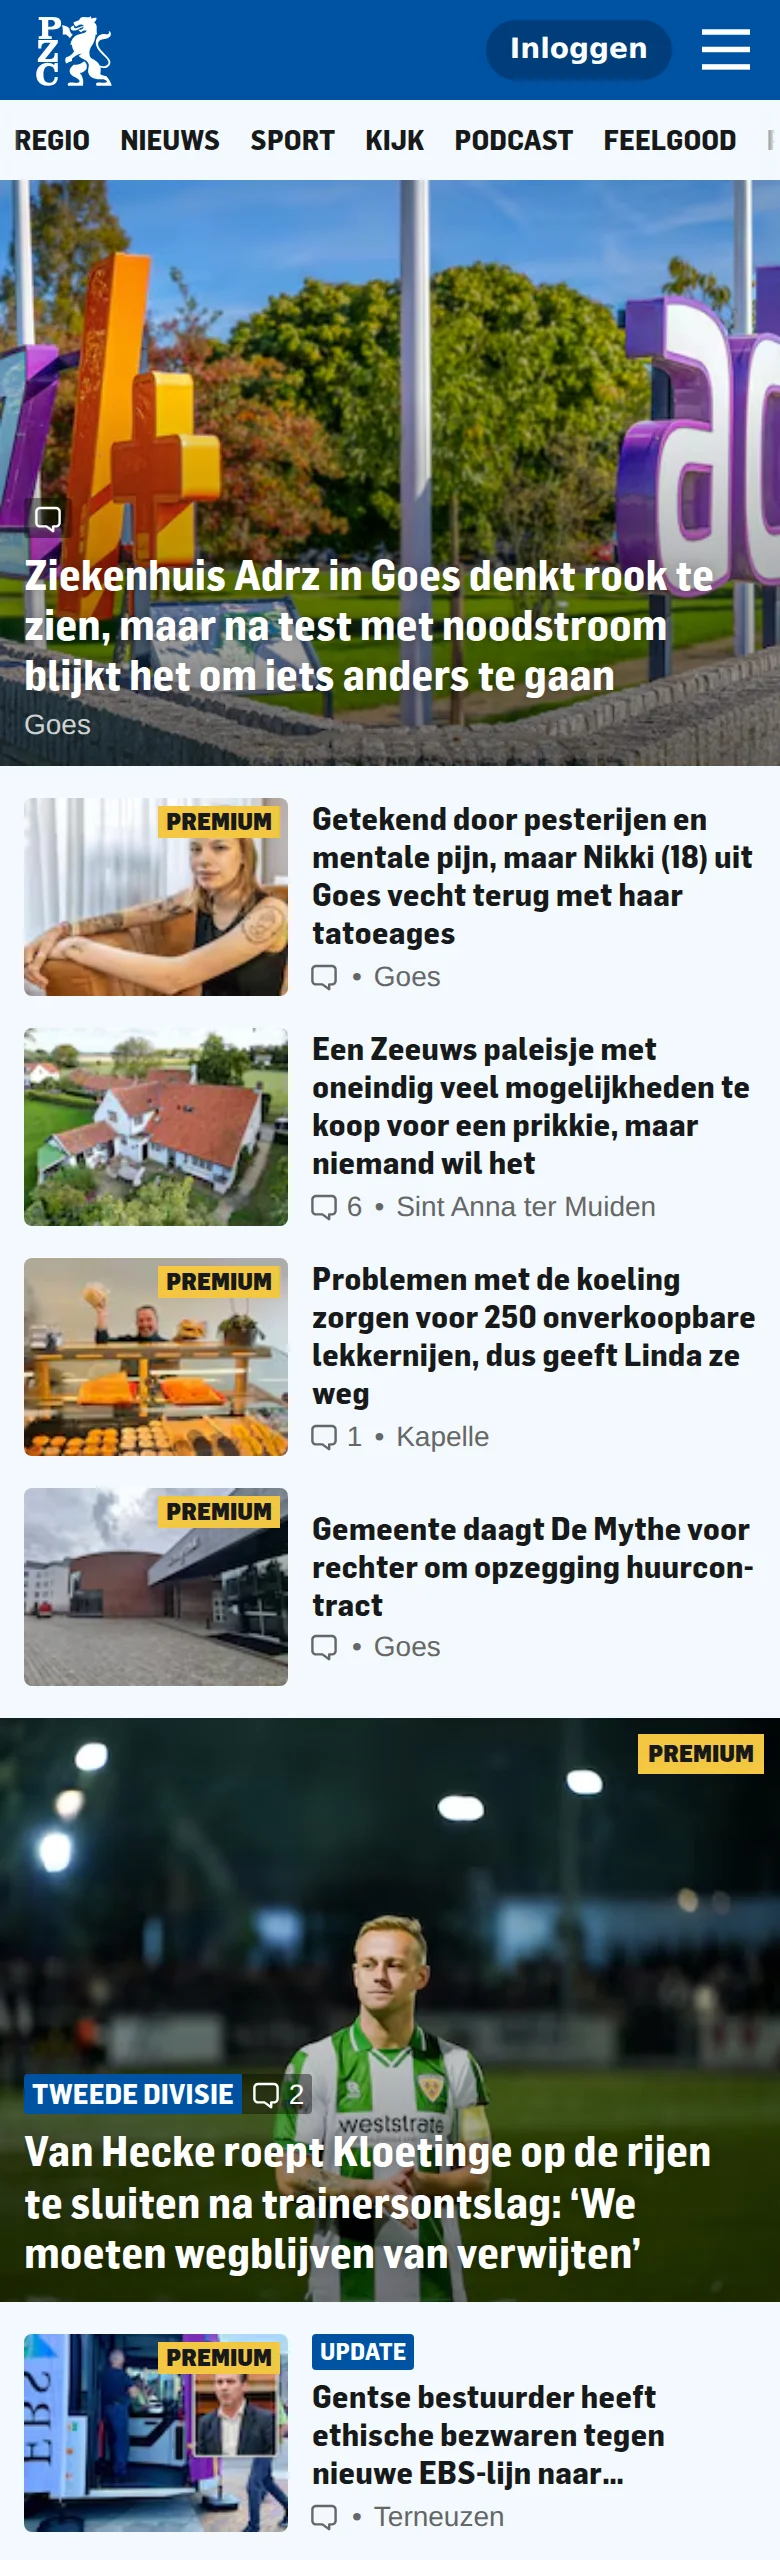 PZC
Inloggen
REGIO NIEUWS SPORT KIJK PODCAST FEELGOOD
Ziekenhuis Adrz in Goes denkt rook te
zien, maar na test met noodstroom
blijkt het om iets anders te gaan
Goes
PREMIUM
Getekend door pesterijen en
mentale pijn, maar Nikki (18) uit
Goes vecht terug met haar
tatoeages
• Goes
Een Zeeuws paleisje met
oneindig veel mogelijkheden te
koop voor een prikkie, maar
niemand wil het
6 • Sint Anna ter Muiden
PREMIUM
Problemen met de koeling
zorgen voor 250 onverkoopbare
lekkernijen, dus geeft Linda ze
weg
1 • Kapelle
PREMIUM
Gemeente daagt De Mythe voor
rechter om opzegging huurcon-
tract
• Goes
PREMIUM
weststrate
TWEEDE DIVISIE 2
Van Hecke roept Kloetinge op de rijen
te sluiten na trainersontslag: ‘We
moeten wegblijven van verwijten’
PREMIUM
EBS
UPDATE
Gentse bestuurder heeft
ethische bezwaren tegen
nieuwe EBS-lijn naar...
• Terneuzen